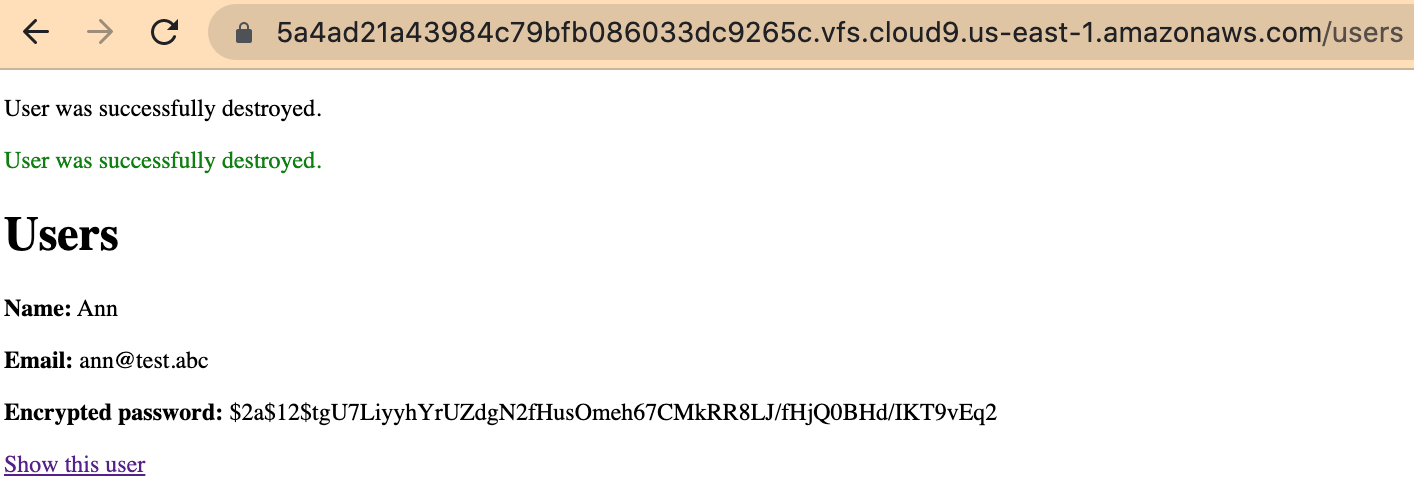 5a4ad21a43984c79bfb086033dc9265c.vfs.cloud9.us-east-1.amazonaws.com/users
User was successfully destroyed.
User was successfully destroyed.
Users
Name: Ann
Email: ann@test.abc
Encrypted password: $2a$12$tgU7LiyyhYrUZdgN2fHusOmeh67CMkRR8LJ/fHjQ0BHd/IKT9vEq2
Show this user